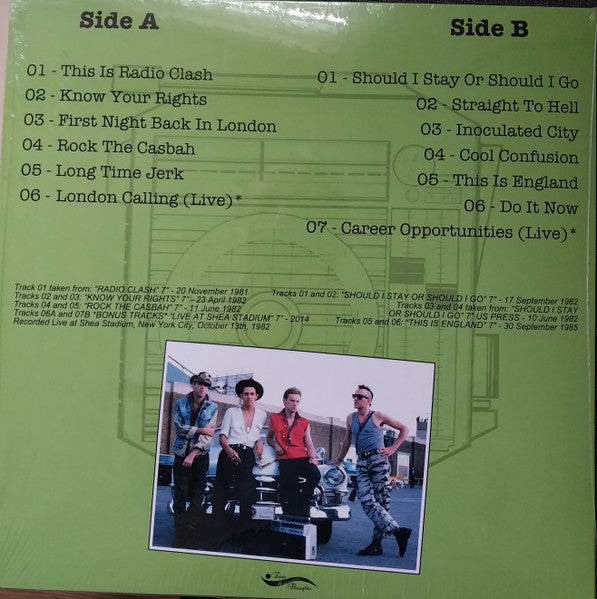 Side A
01 - This Is Radio Clash
02 - Know Your Rights
03 - First Night Back In London
04 - Rock The Casbah
05 - Long Time Jerk
06 - London Calling (Live)*
Side B
01 - Should I Stay Or Should I Go
02 - Straight To Hell
03 - Inoculated City
04 - Cool Confusion
05 - This Is England
06 - Do It Now
07 - Career Opportunities (Live)*
Track 01 taken from: "RADIO CLASH" 7" - 20 November 1981
Tracks 02 and 03: "KNOW YOUR RIGHTS" 7" - 23 April 1982
Tracks 04 and 05: "ROCK THE CASBAH" 7" - 11 June 1982
Tracks 06A and 07B *BONUS TRACKS* "LIVE AT SHEA STADIUM" 7" - 2014
Recorded Live at Shea Stadium, New York City, October 13th, 1982
Tracks 01 and 02: "SHOULD I STAY OR SHOULD I GO" 7" - 17 September 1982
Tracks 03 and 04 taken from: "SHOULD I STAY
OR SHOULD I GO" 7" US PRESS - 10 June 1982
Tracks 05 and 06: "THIS IS ENGLAND" 7" - 30 September 1985